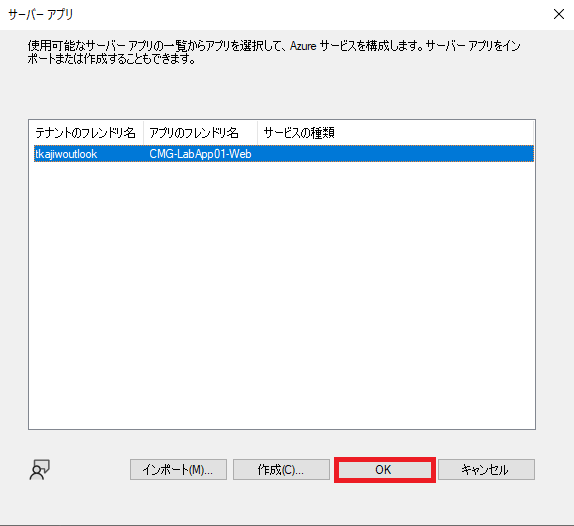 サーバー アプリ
使用可能なサーバー アプリの一覧からアプリを選択して、Azure サービスを構成します。サーバー アプリをイン
ポートまたは作成することもできます。
テナントのフレンドリ名 アプリのフレンドリ名 サービスの種類
tkajiwoutlook CMG-LabApp01-Web
インポート(M)... 作成(C)... OK キャンセル